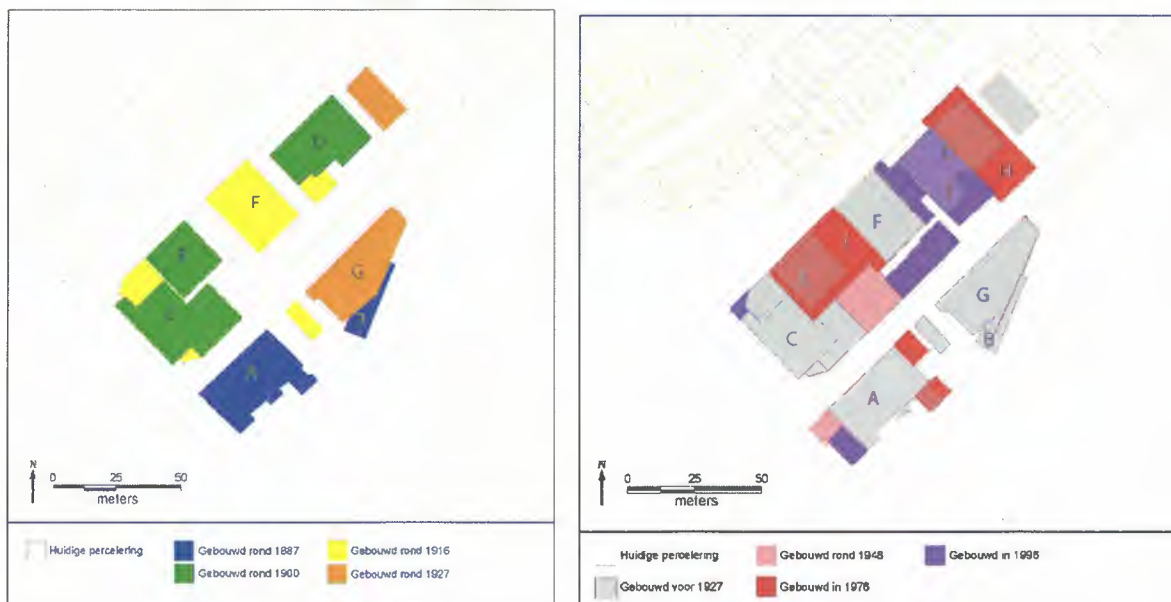 D
F
E
C
G
A
N
0 25 50
meters
Huidige percelering
Gebouwd rond 1887
Gebouwd rond 1916
Gebouwd rond 1900
Gebouwd rond 1927
H
F
G
B
C
A
N
0 25 50
meters
Huidige percelering
Gebouwd rond 1948
Gebouwd in 1996
Gebouwd voor 1927
Gebouwd in 1976